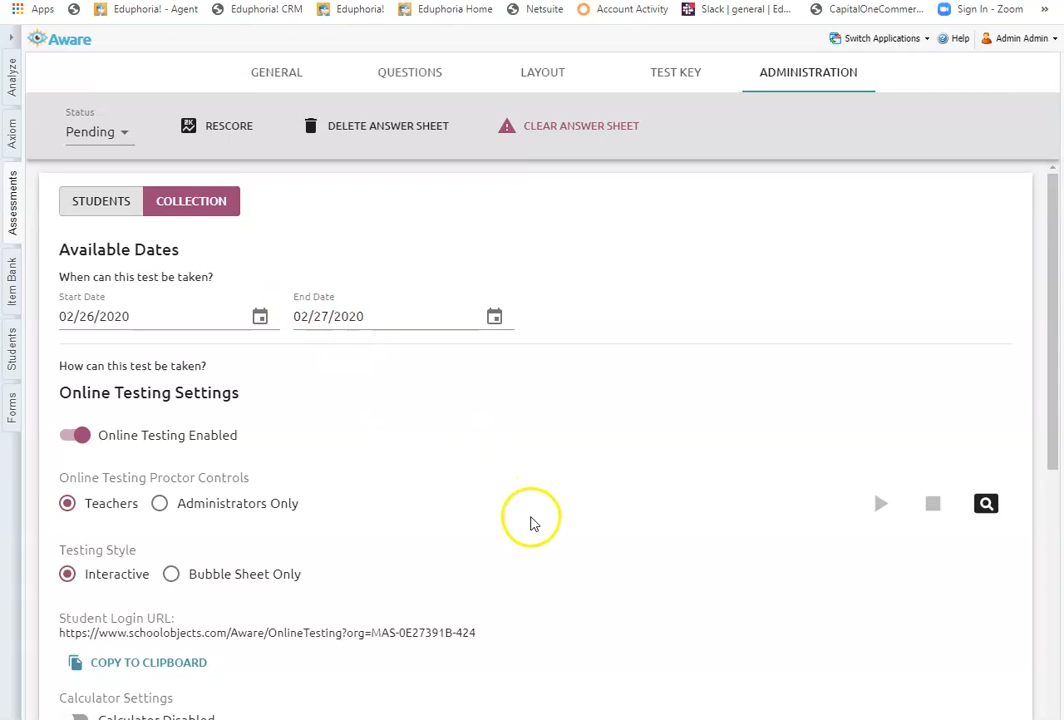 Apps Eduphoria! - Agent Eduphoria! CRM Eduphoria! Eduphoria Home Netsuite Account Activity Slack | general | Ed... CapitalOneCommer... Sign In - Zoom »
Aware Switch Applications Help Admin Admin
GENERAL QUESTIONS LAYOUT TEST KEY ADMINISTRATION
Analyze
Axiom
Assessments
Item Bank
Students
Forms
Status
Pending RESCORE DELETE ANSWER SHEET CLEAR ANSWER SHEET
STUDENTS COLLECTION
Available Dates
When can this test be taken?
Start Date End Date
02/26/2020 02/27/2020
How can this test be taken?
Online Testing Settings
Online Testing Enabled
Online Testing Proctor Controls
Teachers Administrators Only
Testing Style
Interactive Bubble Sheet Only
Student Login URL:
https://www.schoolobjects.com/Aware/OnlineTesting?org=MAS-0E27391B-424
COPY TO CLIPBOARD
Calculator Settings
Calculator Disabled